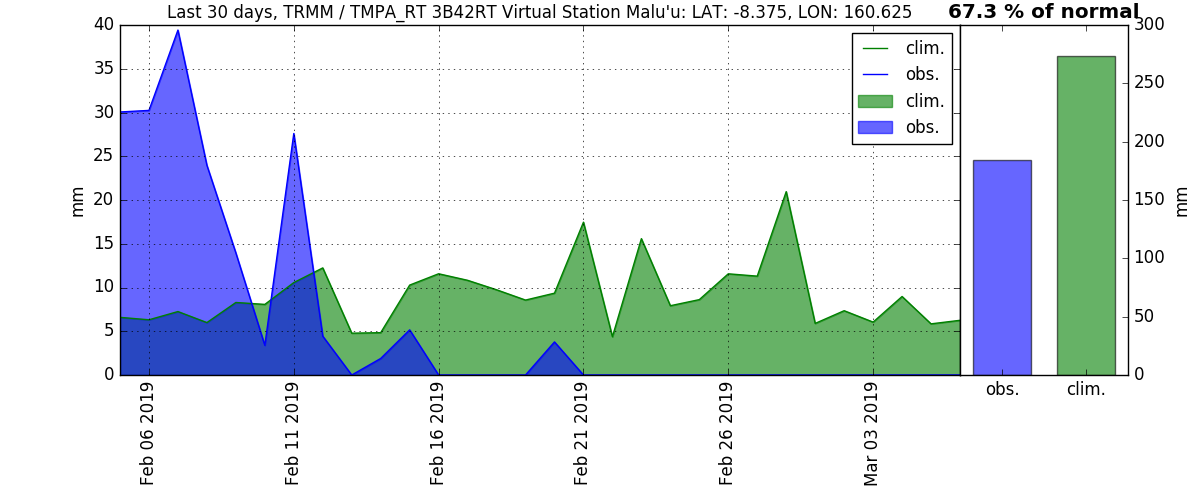 Last 30 days, TRMM / TMPA_RT 3B42RT Virtual Station Malu'u: LAT: -8.375, LON: 160.625
67.3 % of normal
40
35
30
25
20
15
10
5
0
mm
clim.
obs.
clim.
obs.
300
250
200
150
100
50
0
mm
Feb 06 2019
Feb 11 2019
Feb 16 2019
Feb 21 2019
Feb 26 2019
Mar 03 2019
obs.
clim.